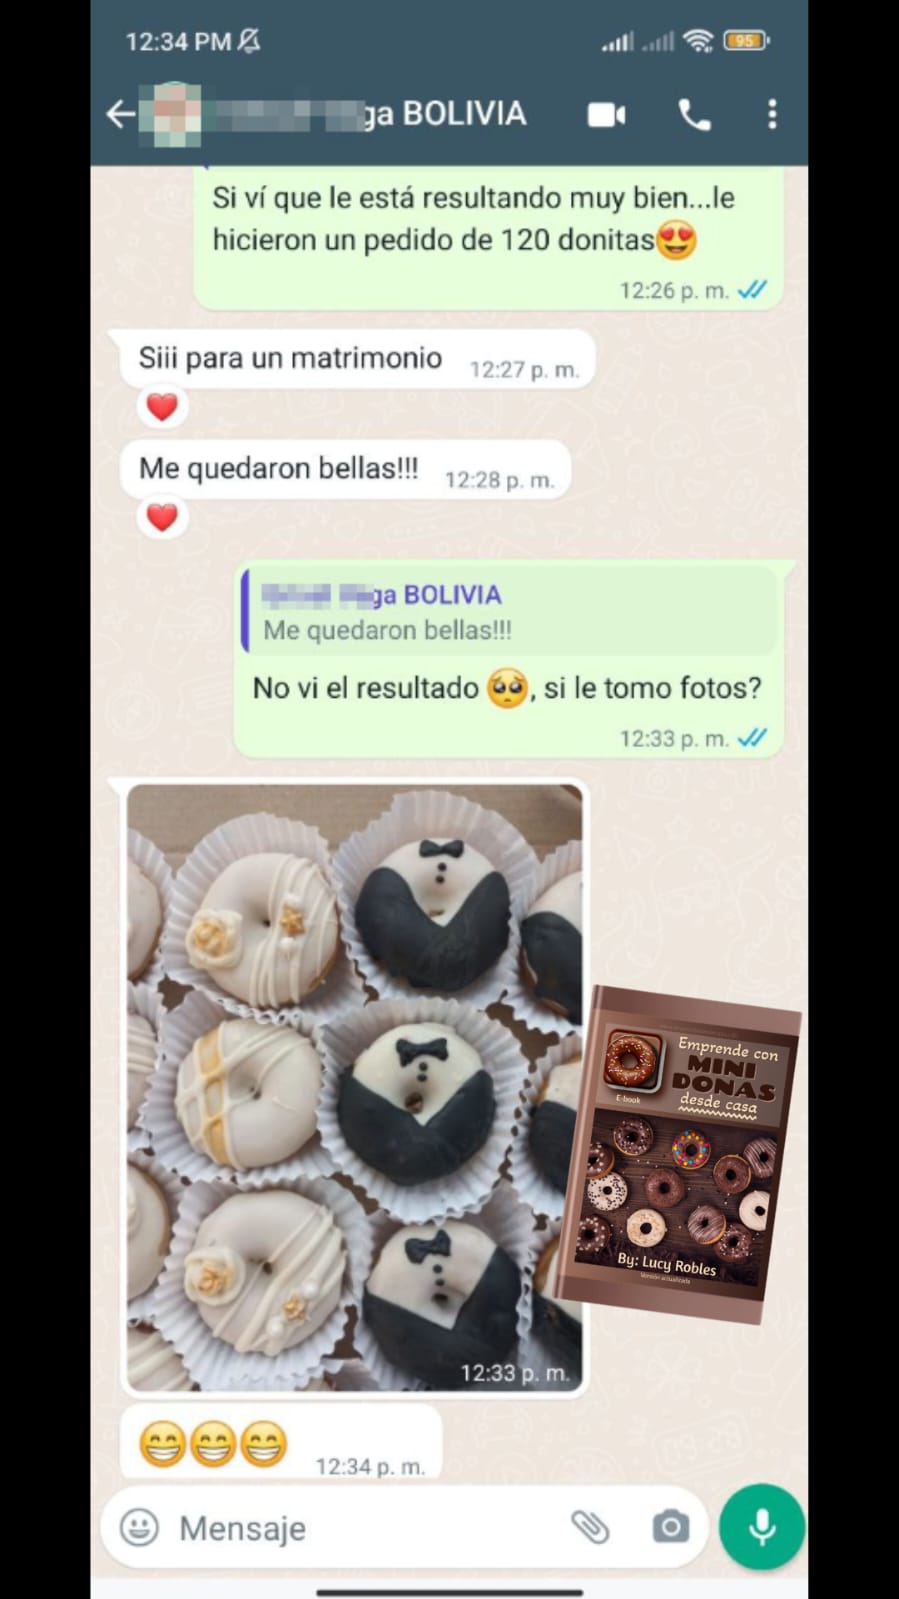 12:34 PM
95
ga BOLIVIA
Si ví que le está resultando muy bien...le
hicieron un pedido de 120 donitas😍
12:26 p. m.
Siii para un matrimonio
12:27 p. m.
❤️
Me quedaron bellas!!!
12:28 p. m.
❤️
ga BOLIVIA
Me quedaron bellas!!!
No vi el resultado 🥺, si le tomo fotos?
12:33 p. m.
Emprende con
MINI
DONAS
desde casa
E-book
By: Lucy Robles
Versión actualizada
12:33 p. m.
😁😁😁
12:34 p. m.
Mensaje